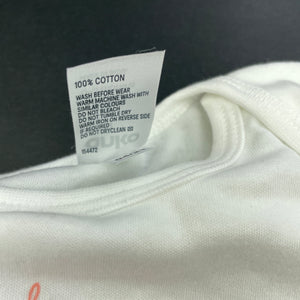 100% COTTON
WASH BEFORE WEAR
WARM MACHINE WASH WITH
SIMILAR COLOURS
DO NOT BLEACH
DO NOT TUMBLE DRY
WARM IRON ON REVERSE SIDE
IF REQUIRED
DO NOT DRYCLEAN
154472